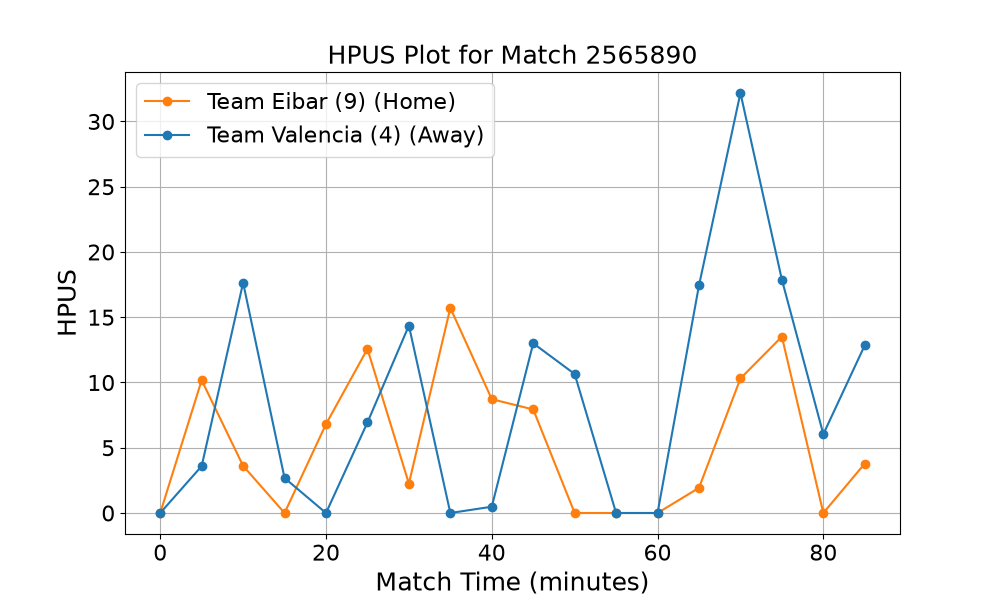 HPUS Plot for Match 2565890
Team Eibar (9) (Home)
Team Valencia (4) (Away)
30
25
20
15
10
5
0
HPUS
0 20 40 60 80
Match Time (minutes)